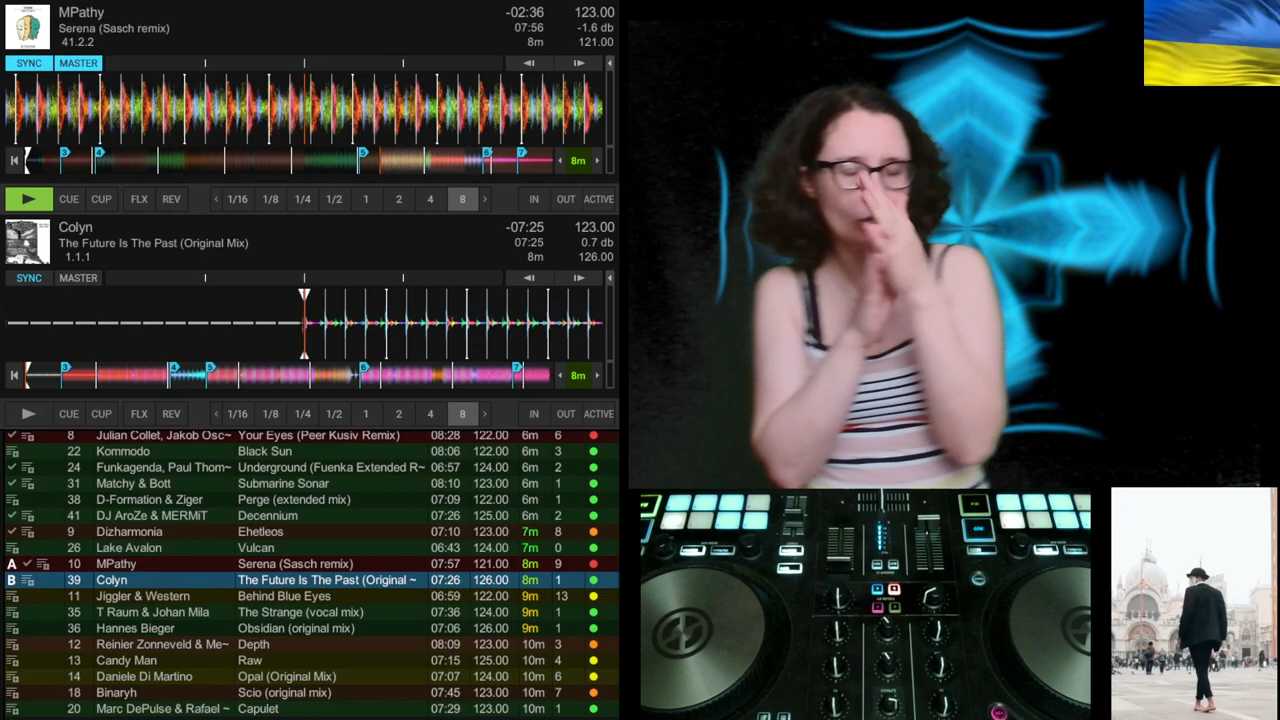 MPathy -02:36 123.00
Serena (Sasch remix) 07:56 -1.6 db
41.2.2 8m 121.00
SYNC MASTER
3 4 5 6 7 8m
CUE CUP FLX REV 1/16 1/8 1/4 1/2 1 2 4 8 IN OUT ACTIVE
Colyn -07:25 123.00
The Future Is The Past (Original Mix) 07:25 0.7 db
1.1.1 8m 126.00
SYNC MASTER
3 4 5 6 7 8m
CUE CUP FLX REV 1/16 1/8 1/4 1/2 1 2 4 8 IN OUT ACTIVE
8 Julian Collet, Jakob Osc~ Your Eyes (Peer Kusiv Remix) 08:28 122.00 6m 6
22 Kommodo Black Sun 08:06 122.00 6m 3
24 Funkagenda, Paul Thom~ Underground (Fuenka Extended R~ 06:57 124.00 6m 2
31 Matchy & Bott Submarine Sonar 08:10 123.00 6m 1
38 D-Formation & Ziger Perge (extended mix) 07:09 122.00 6m 1
41 DJ AroZe & MERMiT Decennium 07:26 125.00 6m 2
9 Dizharmonia Ehetleos 07:10 123.00 7m 8
26 Lake Avalon Vulcan 06:43 124.00 7m 0
A 10 MPathy Serena (Sasch remix) 07:57 121.00 8m 9
B 39 Colyn The Future Is The Past (Original ~ 07:26 126.00 8m 1
11 Jiggler & Western Behind Blue Eyes 06:59 122.00 9m 13
35 T Raum & Johan Mila The Strange (vocal mix) 07:38 124.00 9m 1
36 Hannes Bieger Obsidian (original mix) 07:06 126.00 9m 1
12 Reinier Zonneveld & Me~ Depth 08:09 123.00 10m 3
13 Candy Man Raw 07:15 125.00 10m 4
14 Daniele Di Martino Opal (Original Mix) 07:07 124.00 10m 6
18 Binaryh Scio (original mix) 07:45 123.00 10m 7
20 Marc DePulse & Rafael ~ Capulet 07:29 123.00 10m 1